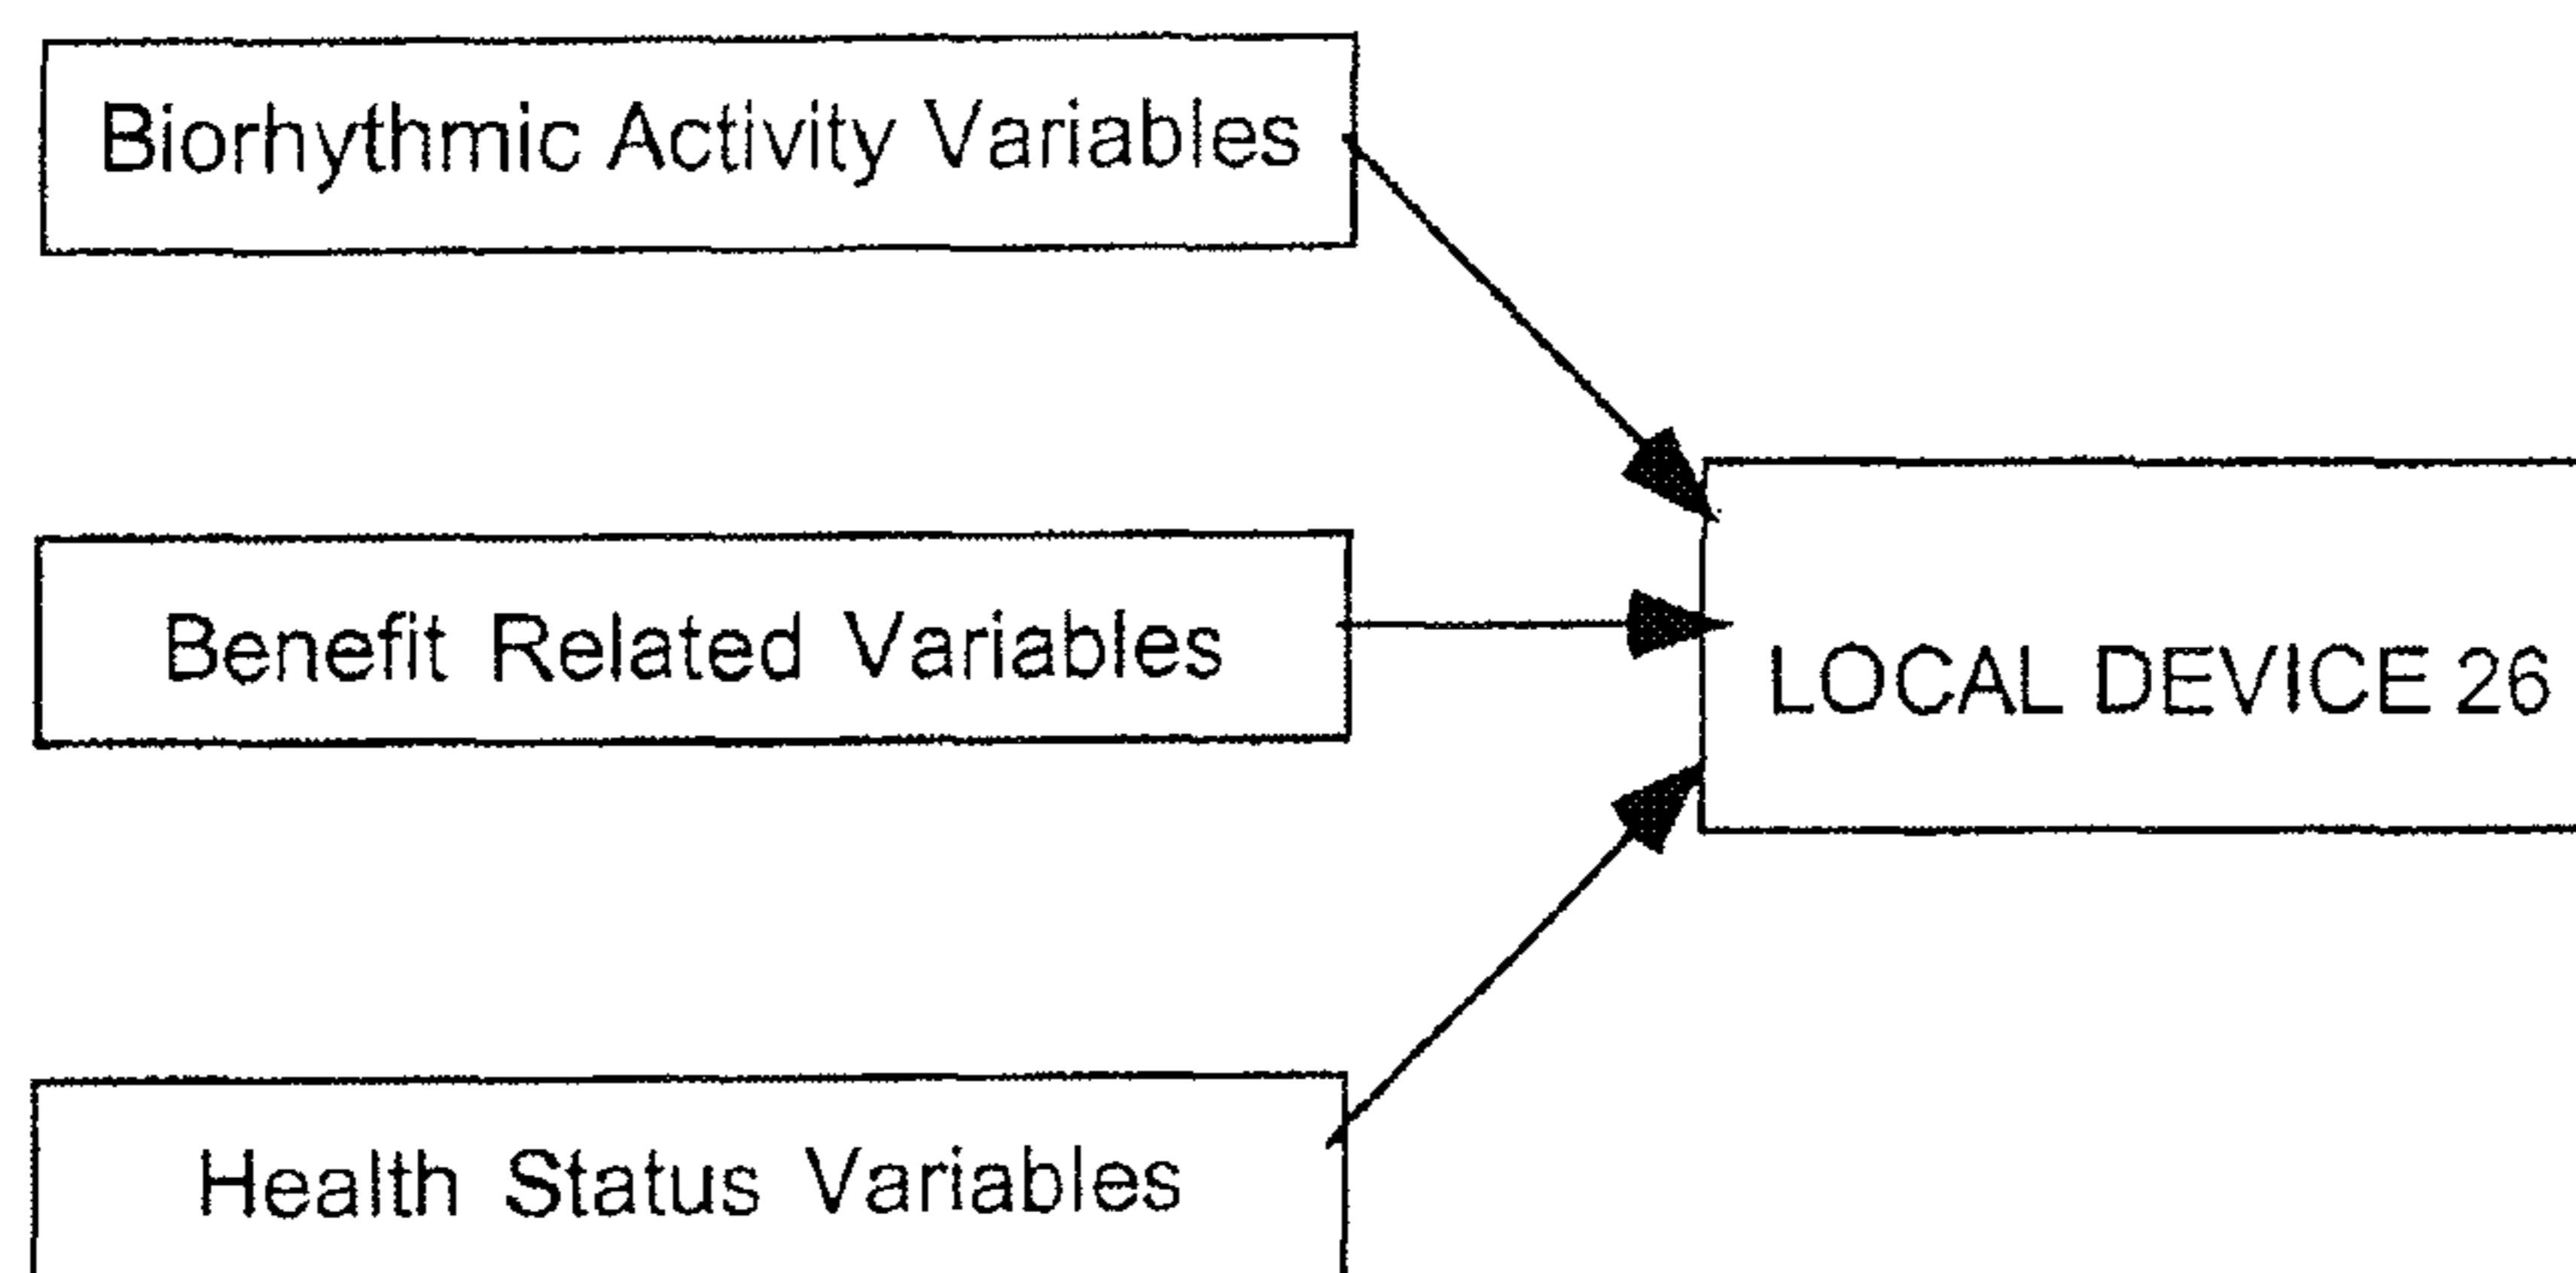 Biorhythmic Activity Variables
Benefit Related Variables
LOCAL DEVICE 26
Health Status Variables